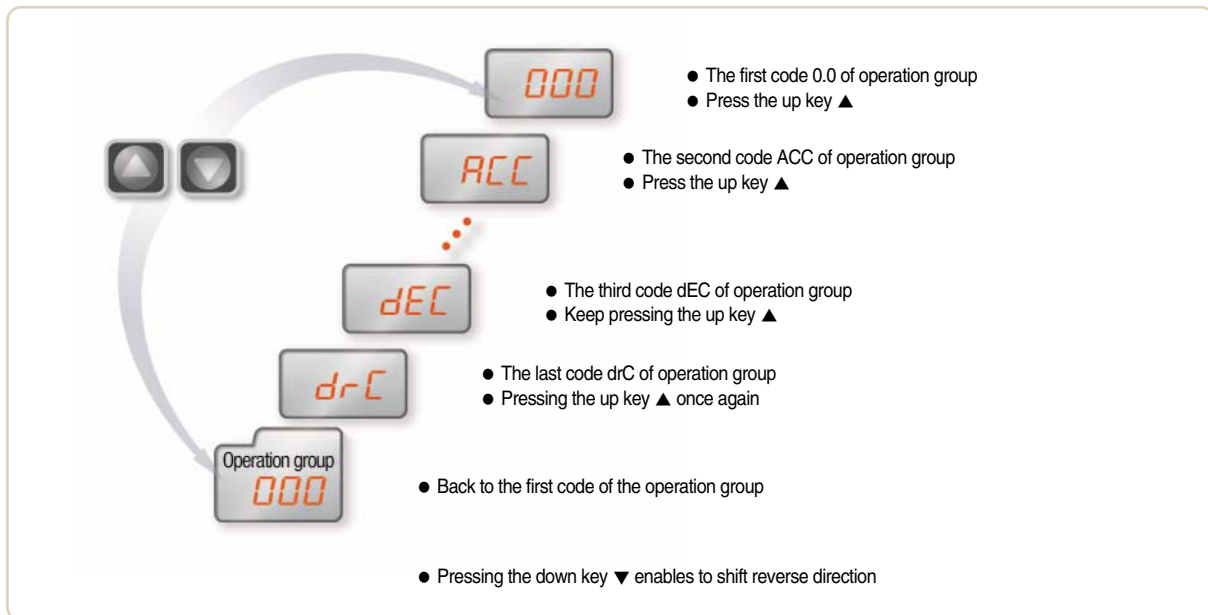 000
● The first code 0.0 of operation group
● Press the up key ▲
ACC
● The second code ACC of operation group
● Press the up key ▲
dEC
● The third code dEC of operation group
● Keep pressing the up key ▲
drC
● The last code drC of operation group
● Pressing the up key ▲ once again
Operation group
000
● Back to the first code of the operation group
● Pressing the down key ▼ enables to shift reverse direction